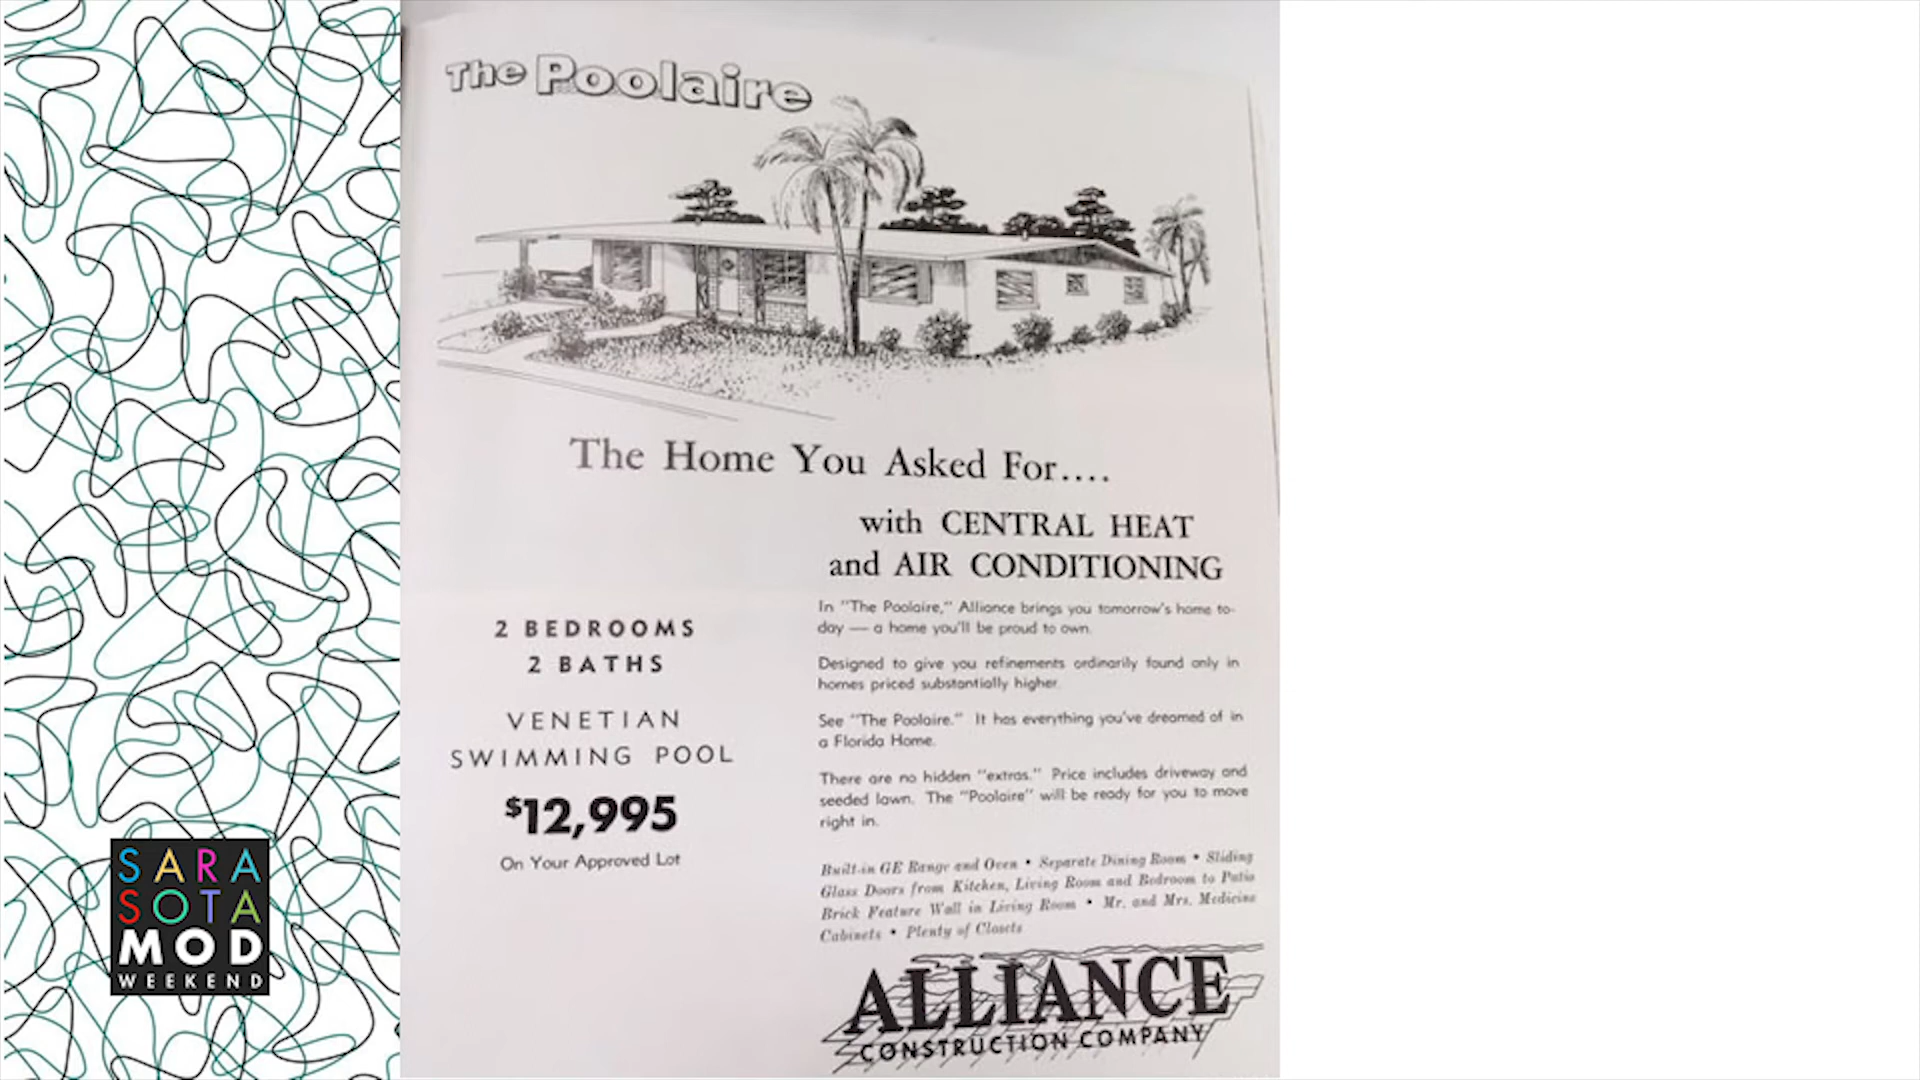 The Poolaire
The Home You Asked For....
with CENTRAL HEAT
and AIR CONDITIONING
2 BEDROOMS
2 BATHS
VENETIAN
SWIMMING POOL
$12,995
On Your Approved Lot
In "The Poolaire," Alliance brings you tomorrow's home to-
day — a home you'll be proud to own.
Designed to give you refinements ordinarily found only in
homes priced substantially higher.
See "The Poolaire." It has everything you've dreamed of in
a Florida Home.
There are no hidden "extras." Price includes driveway and
seeded lawn. The "Poolaire" will be ready for you to move
right in.
Built-in GE Range and Oven • Separate Dining Room • Sliding
Glass Doors from Kitchen, Living Room and Bedroom to Patio
Brick Feature Wall in Living Room • Mr. and Mrs. Medicine
Cabinets • Plenty of Closets
ALLIANCE
CONSTRUCTION COMPANY
SARA
SOTA
MOD
WEEKEND